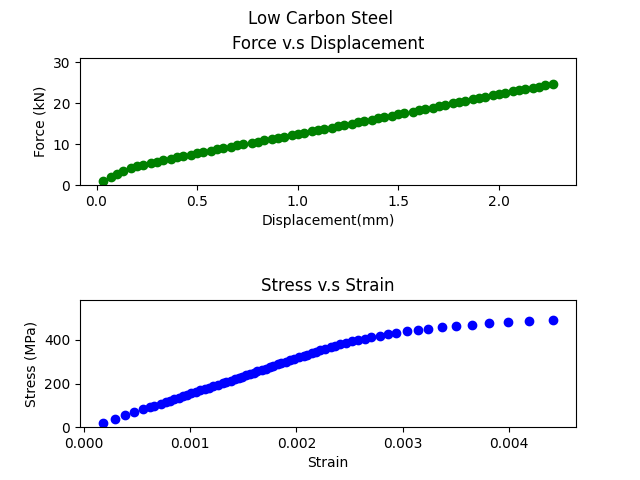 Low Carbon Steel
Force v.s Displacement
30
20
10
0
Force (kN)
0.0 0.5 1.0 1.5 2.0
Displacement(mm)
Stress v.s Strain
400
200
0
Stress (MPa)
0.000 0.001 0.002 0.003 0.004
Strain